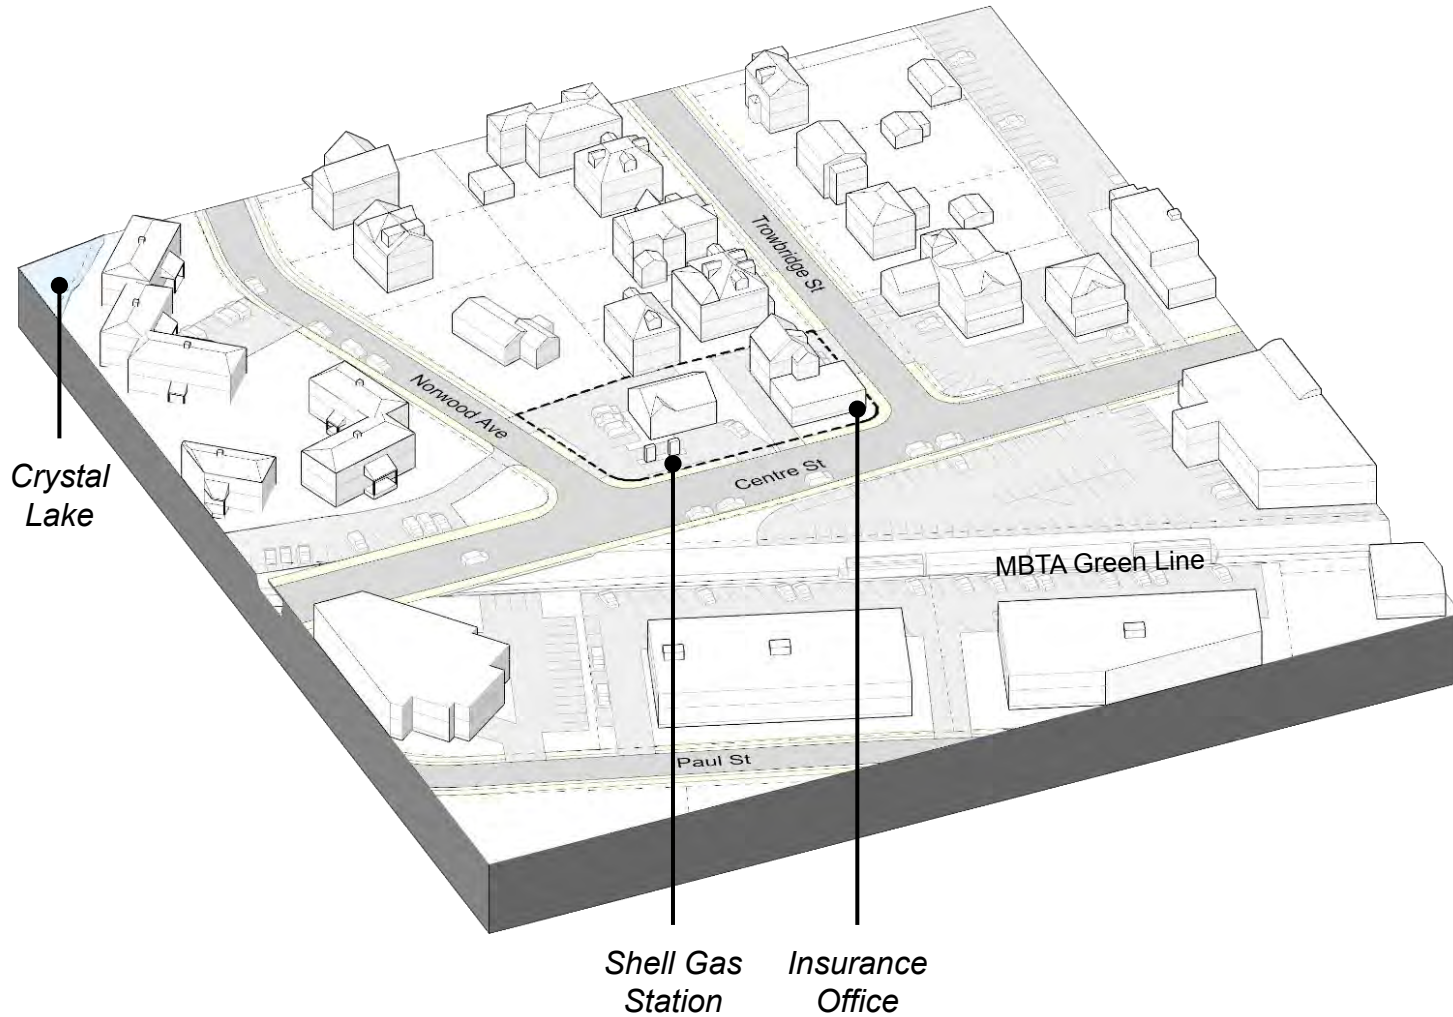 Trowbridge St
Norwood Ave
Centre St
Crystal
Lake
MBTA Green Line
Paul St
Shell Gas
Station
Insurance
Office